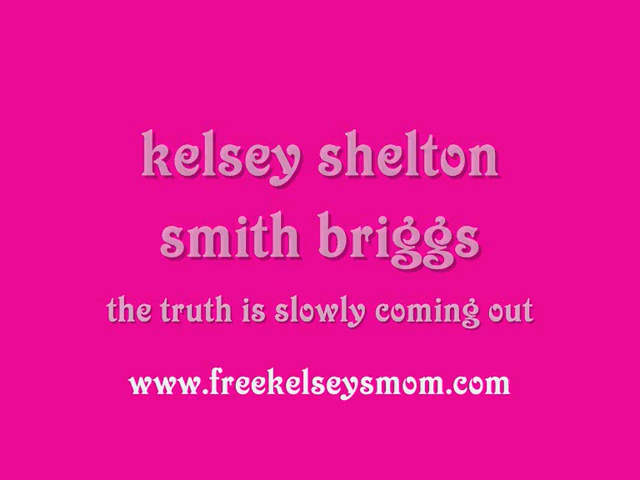 kelsey shelton
smith briggs
the truth is slowly coming out
www.freekelseysmom.com